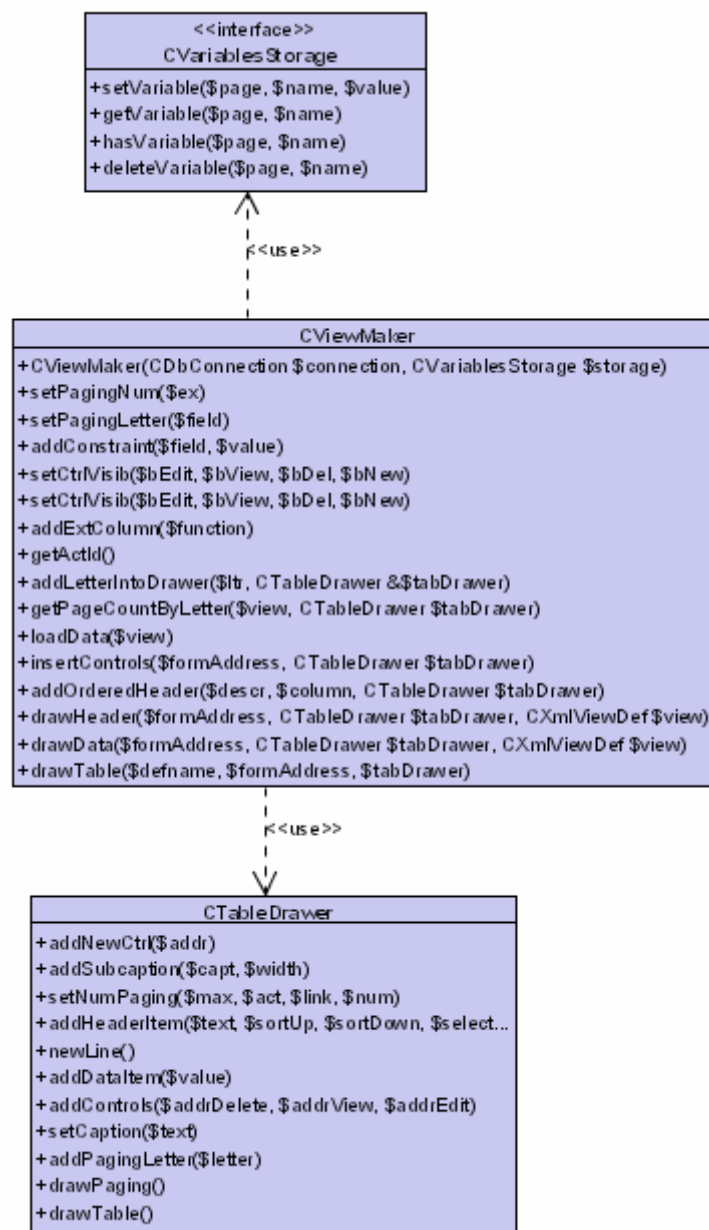 <<interface>>
CVariablesStorage
+setVariable($page, $name, $value)
+getVariable($page, $name)
+hasVariable($page, $name)
+deleteVariable($page, $name)
<<use>>
CViewMaker
+CViewMaker(CDbConnection $connection, CVariablesStorage $storage)
+setPagingNum($ex)
+setPagingLetter($field)
+addConstraint($field, $value)
+setCtrlVisib($bEdit, $bView, $bDel, $bNew)
+setCtrlVisib($bEdit, $bView, $bDel, $bNew)
+addExtColumn($function)
+getActId()
+addLetterIntoDrawer($ltr, CTableDrawer &$tabDrawer)
+getPageCountByLetter($view, CTableDrawer $tabDrawer)
+loadData($view)
+insertControls($formAddress, CTableDrawer $tabDrawer)
+addOrderedHeader($descr, $column, CTableDrawer $tabDrawer)
+drawHeader($formAddress, CTableDrawer $tabDrawer, CXmlViewDef $view)
+drawData($formAddress, CTableDrawer $tabDrawer, CXmlViewDef $view)
+drawTable($defname, $formAddress, $tabDrawer)
<<use>>
CTableDrawer
+addNewCtrl($addr)
+addSubcaption($capt, $width)
+setNumPaging($max, $act, $link, $num)
+addHeaderItem($text, $sortUp, $sortDown, $select...
+newLine()
+addDataItem($value)
+addControls($addrDelete, $addrView, $addrEdit)
+setCaption($text)
+addPagingLetter($letter)
+drawPaging()
+drawTable()